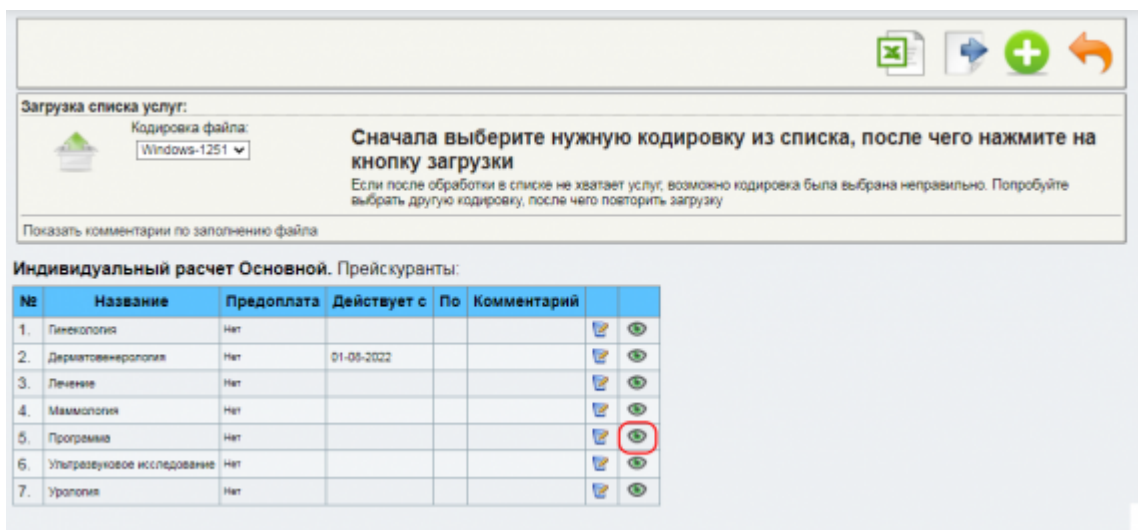 Загрузка списка услуг:
Кодировка файла:
Windows-1251
Сначала выберите нужную кодировку из списка, после чего нажмите на
кнопку загрузки
Если после обработки в списке не хватает услуг, возможно кодировка была выбрана неправильно. Попробуйте
выбрать другую кодировку, после чего повторить загрузку
Показать комментарии по заполнению файла
Индивидуальный расчет Основной. Прейскуранты:
№ Название Предоплата Действует с По Комментарий
1. Гинекология Нет
2. Дерматовенерология Нет 01-08-2022
3. Лечение Нет
4. Маммология Нет
5. Программа Нет
6. Ультразвуковое исследование Нет
7. Урология Нет